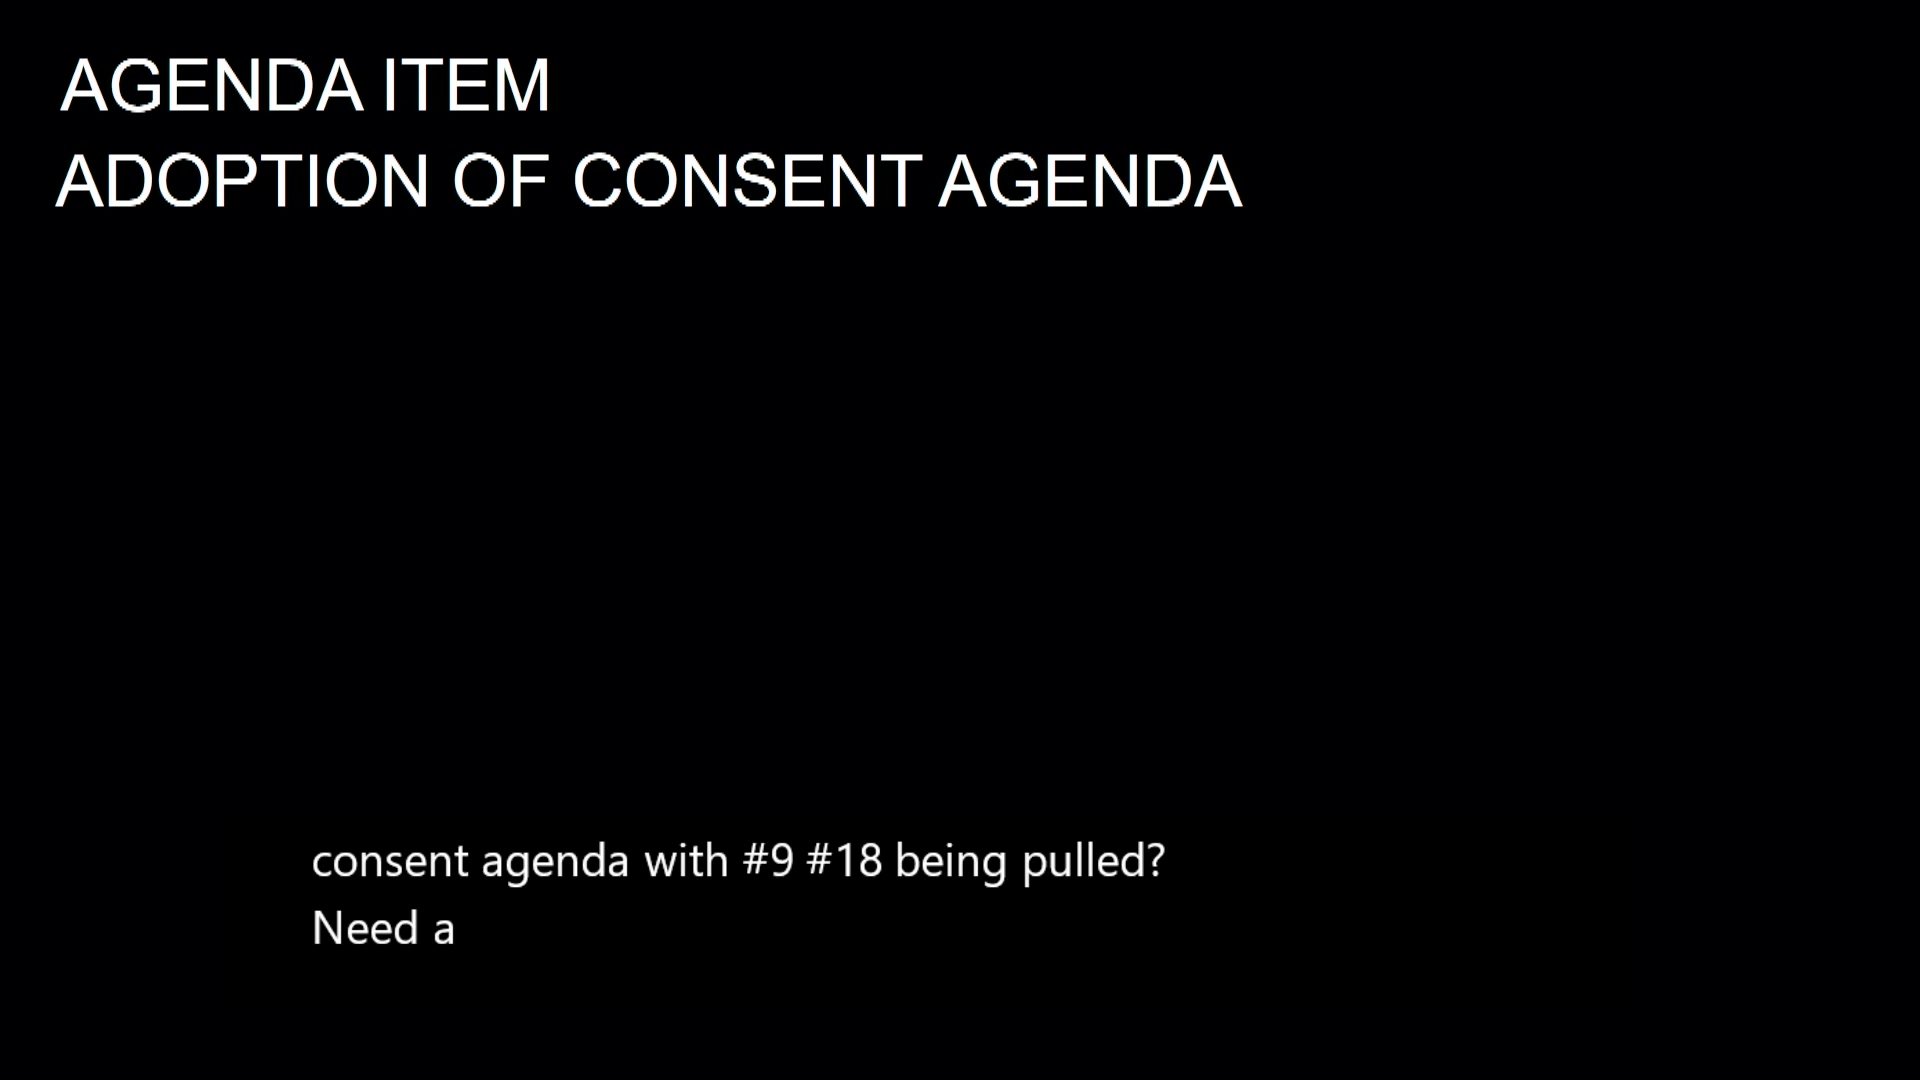 AGENDA ITEM
ADOPTION OF CONSENT AGENDA
consent agenda with #9 #18 being pulled?
Need a